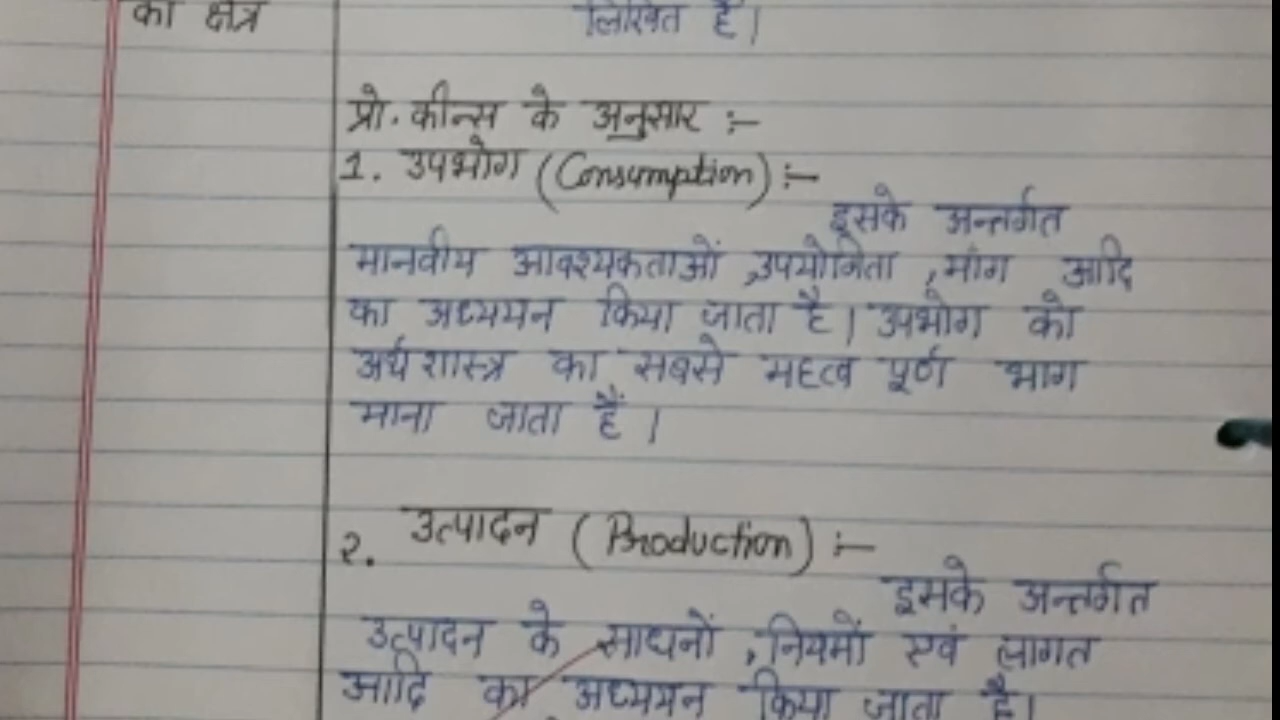 का क्षेत्र
लिखित हैं।
प्रो. कीन्स के अनुसार :—
1. उपभोग (Consumption) :—
इसके अन्तर्गत
मानवीय आवश्यकताओं ,उपयोगिता , मांग आदि
का अध्ययन किया जाता है। उपभोग को
अर्थशास्त्र का सबसे महत्व पूर्ण भाग
माना जाता हैं ।
2. उत्पादन (Production) :—
इसके अन्तर्गत
उत्पादन के साधनों , नियमों एवं लागत
आदि का अध्ययन किया जाता है।